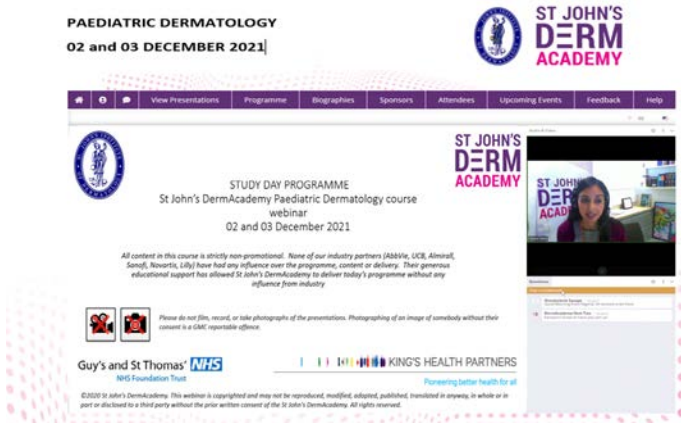 PAEDIATRIC DERMATOLOGY
02 and 03 DECEMBER 2021
ST JOHN'S
DERM
ACADEMY
View Presentations
Programme
Biographies
Sponsors
Attendees
Upcoming Events
Feedback
Help
ST JOHN'S
DERM
ACADEMY
STUDY DAY PROGRAMME
St John's DermAcademy Paediatric Dermatology course
webinar
02 and 03 December 2021
All content in this course is strictly non-promotional. None of our industry partners (AbbVie, UCB, Almirall,
Sanofi, Novartis, Lilly) have had any influence over the programme, content or delivery. Their generous
educational support has allowed St John's DermAcademy to deliver today's programme without any
influence from industry
Please do not film, record, or take photographs of the presentations. Photographing of an image of somebody without their
consent is a GMC reportable offence.
Guy's and St Thomas' NHS
NHS Foundation Trust
KING'S HEALTH PARTNERS
Pioneering better health for all
©2020 St John's DermAcademy. This webinar is copyrighted and may not be reproduced, modified, adapted, published, translated in anyway, in whole or in
part or disclosed to a third party without the prior written consent of the St John's DermAcademy. All rights reserved.